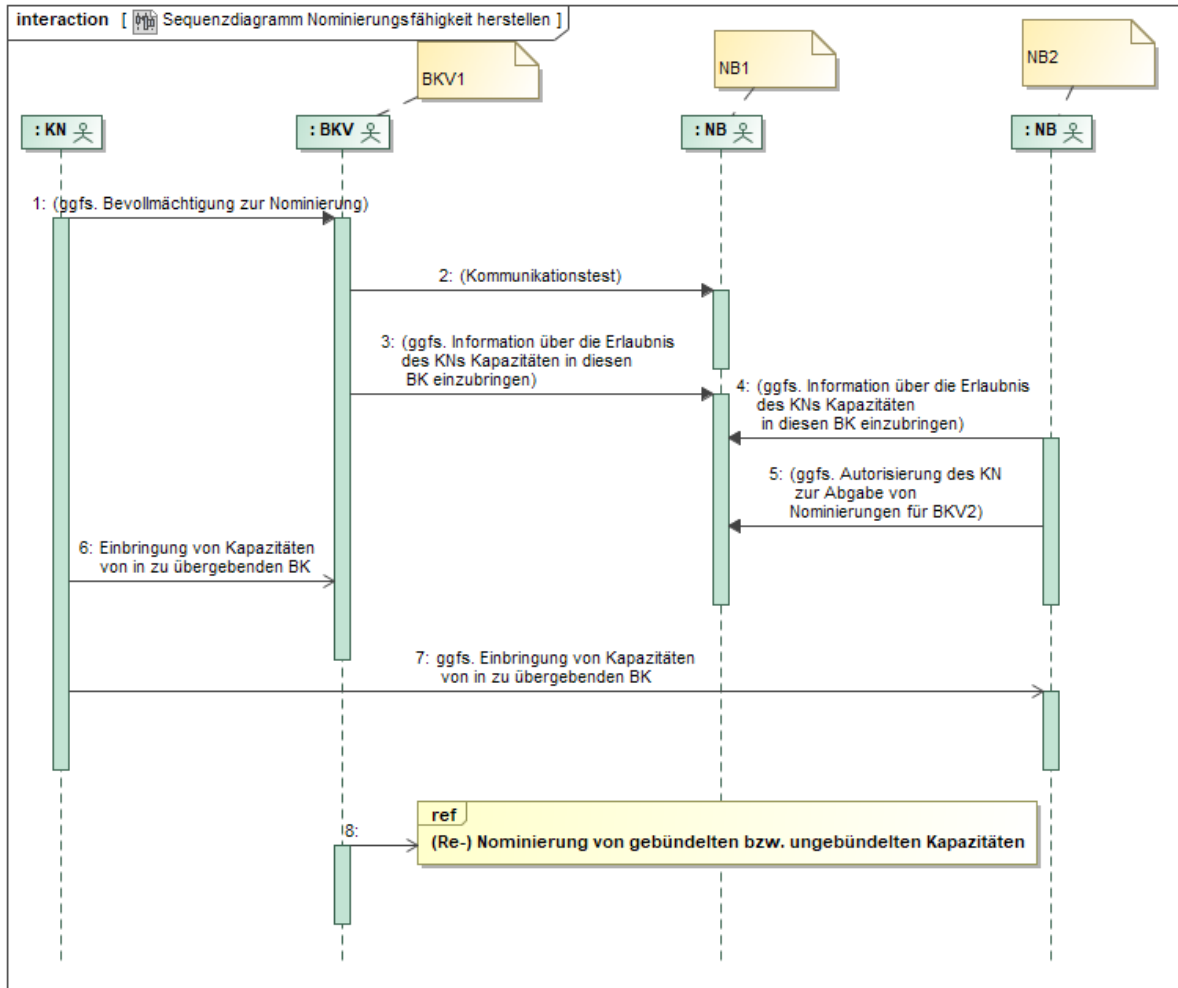 interaction [ Sequenzdiagramm Nominierungsfähigkeit herstellen ]
BKV1
NB1
NB2
: KN
: BKV
: NB
: NB
1: (ggfs. Bevollmächtigung zur Nominierung)
2: (Kommunikationstest)
3: (ggfs. Information über die Erlaubnis
des KNs Kapazitäten in diesen
BK einzubringen)
4: (ggfs. Information über die Erlaubnis
des KNs Kapazitäten
in diesen BK einzubringen)
5: (ggfs. Autorisierung des KN
zur Abgabe von
Nominierungen für BKV2)
6: Einbringung von Kapazitäten
von in zu übergebenden BK
7: ggfs. Einbringung von Kapazitäten
von in zu übergebenden BK
8:
ref
(Re-) Nominierung von gebündelten bzw. ungebündelten Kapazitäten